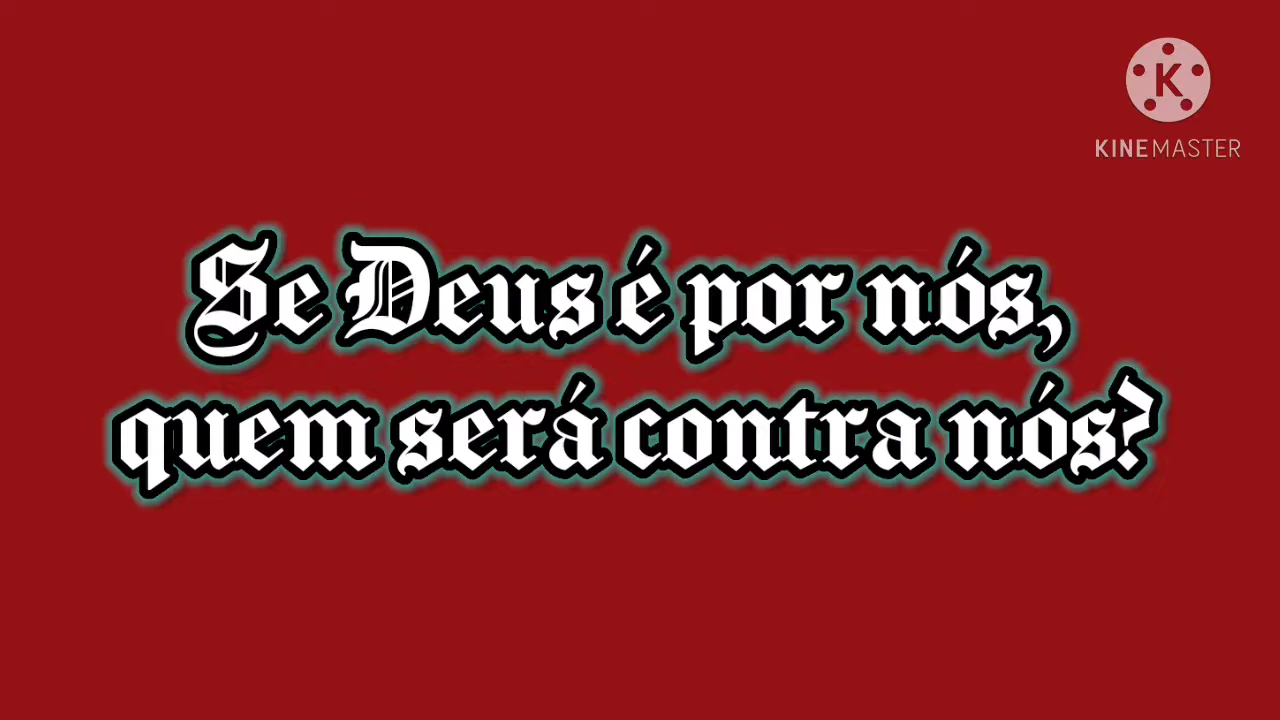 K
KINEMASTER
Se Deus é por nós,
quem será contra nós?